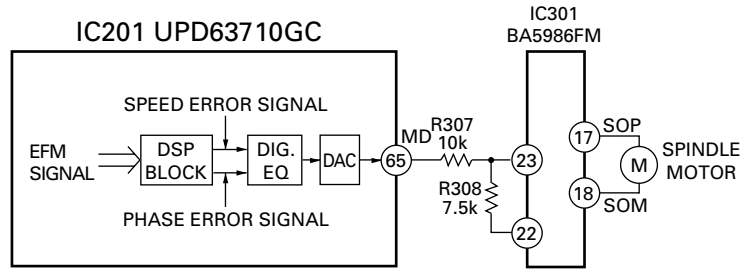 IC201 UPD63710GC
IC301
BA5986FM
SPEED ERROR SIGNAL
EFM
SIGNAL
DSP
BLOCK
DIG.
EQ
DAC
65
MD
R307
10k
23
R308
7.5k
22
17
SOP
M
SPINDLE
MOTOR
18
SOM
PHASE ERROR SIGNAL